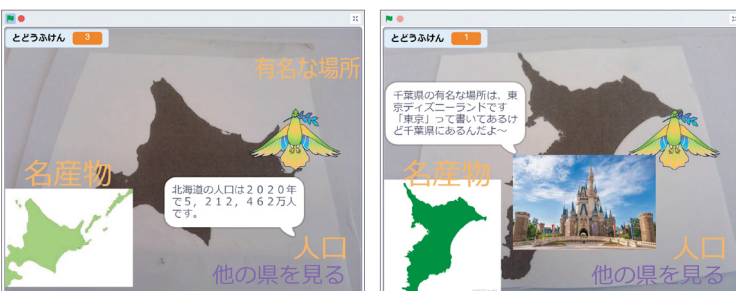 とどうふけん 3
有名な場所
名産物
北海道の人口は2020年
で5，212，462万人
です。
人口
他の県を見る
とどうふけん 1
千葉県の有名な場所は、東
京ディズニーランドです
「東京」って書いてあるけ
ど千葉県にあるんだよ～
名産物
人口
他の県を見る